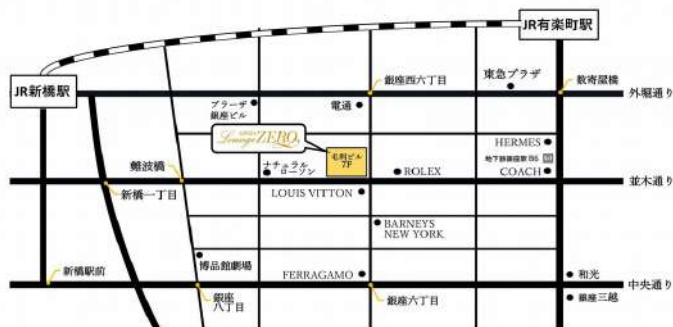 JR有楽町駅
JR新橋駅
銀座西六丁目
東急プラザ
数寄屋橋
外堀通り
プラーザ
銀座ビル
電通
Lounge ZERO
毛利ビル
7F
HERMES
地下鉄銀座駅 B6
COACH
難波橋
ナチュラル
ローソン
ROLEX
並木通り
新橋一丁目
LOUIS VITTON
BARNEYS
NEW YORK
博品館劇場
新橋駅前
FERRAGAMO
和光
中央通り
銀座
八丁目
銀座六丁目
銀座三越